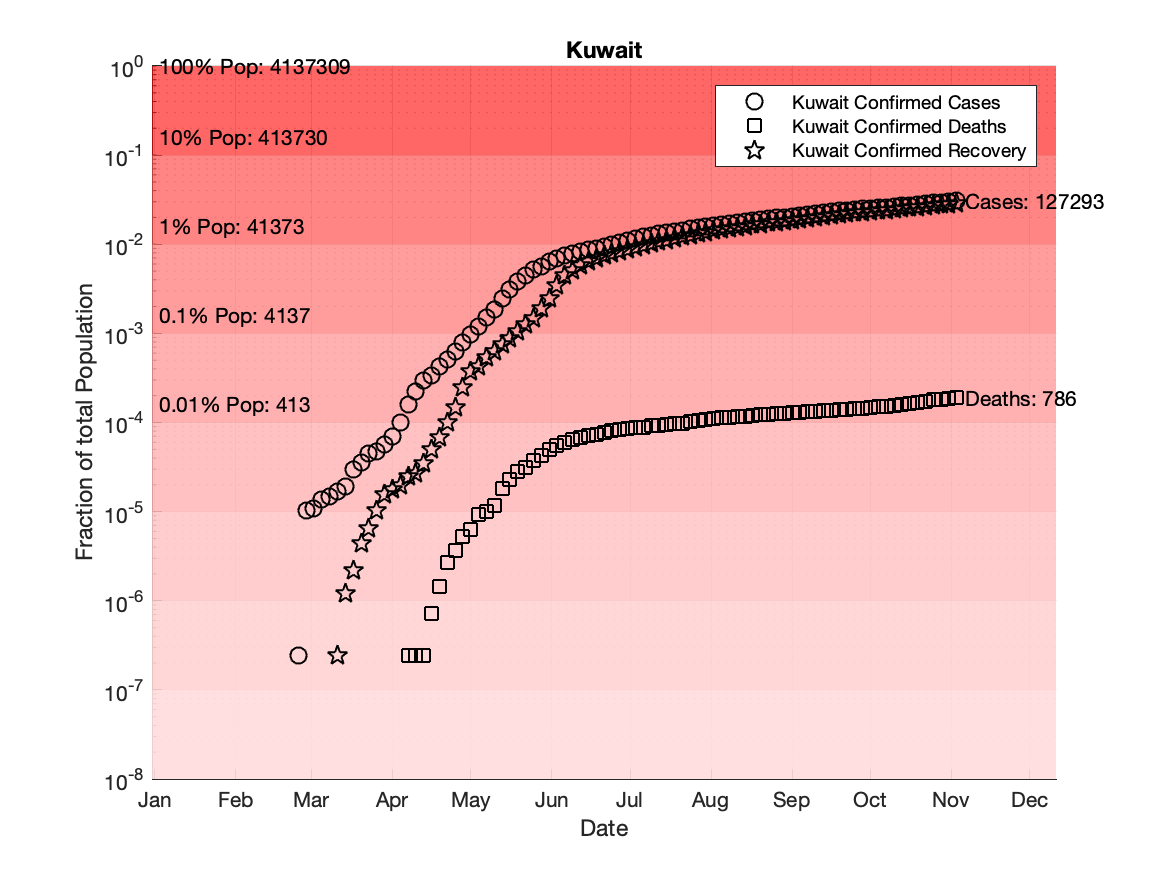 Kuwait
10^0
100% Pop: 4137309
Kuwait Confirmed Cases
Kuwait Confirmed Deaths
Kuwait Confirmed Recovery
10% Pop: 413730
10^-1
Cases: 127293
1% Pop: 41373
10^-2
0.1% Pop: 4137
10^-3
0.01% Pop: 413
Deaths: 786
10^-4
10^-5
10^-6
10^-7
10^-8
Fraction of total Population
Jan Feb Mar Apr May Jun Jul Aug Sep Oct Nov Dec
Date